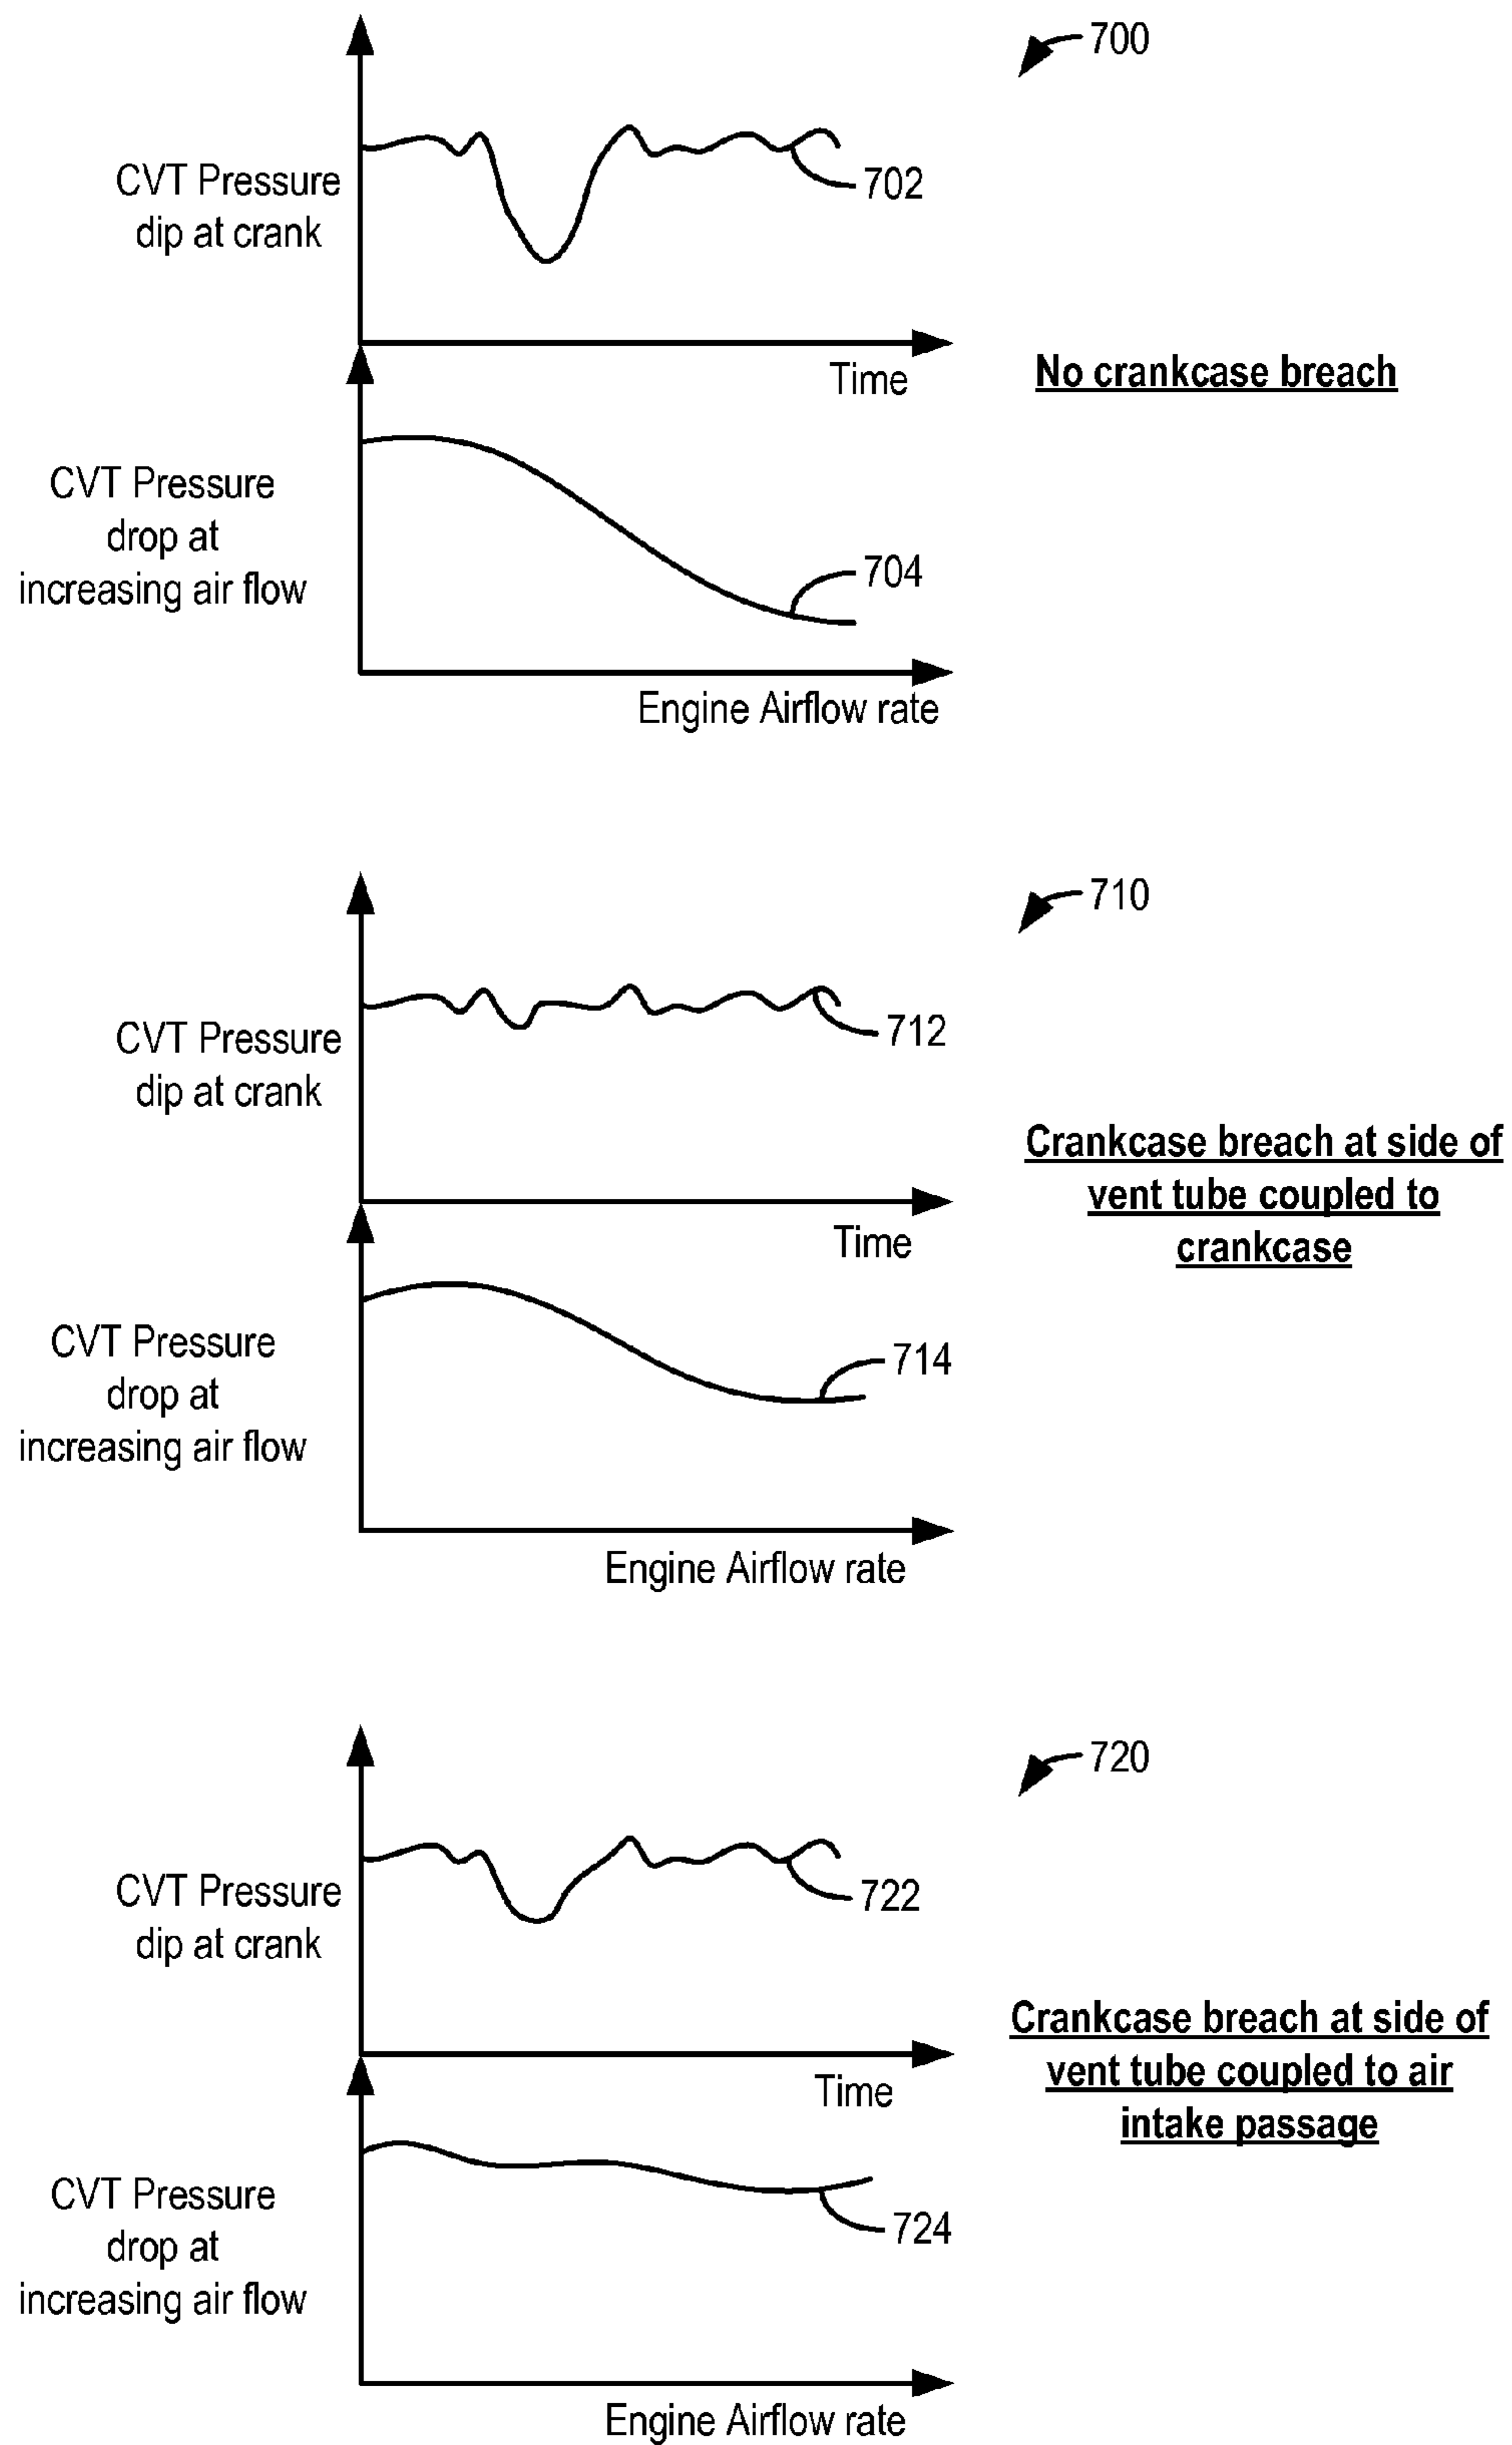 700
CVT Pressure
dip at crank
702
Time
No crankcase breach
CVT Pressure
drop at
increasing air flow
704
Engine Airflow rate
710
CVT Pressure
dip at crank
712
Time
Crankcase breach at side of
vent tube coupled to
crankcase
CVT Pressure
drop at
increasing air flow
714
Engine Airflow rate
720
CVT Pressure
dip at crank
722
Time
Crankcase breach at side of
vent tube coupled to air
intake passage
CVT Pressure
drop at
increasing air flow
724
Engine Airflow rate